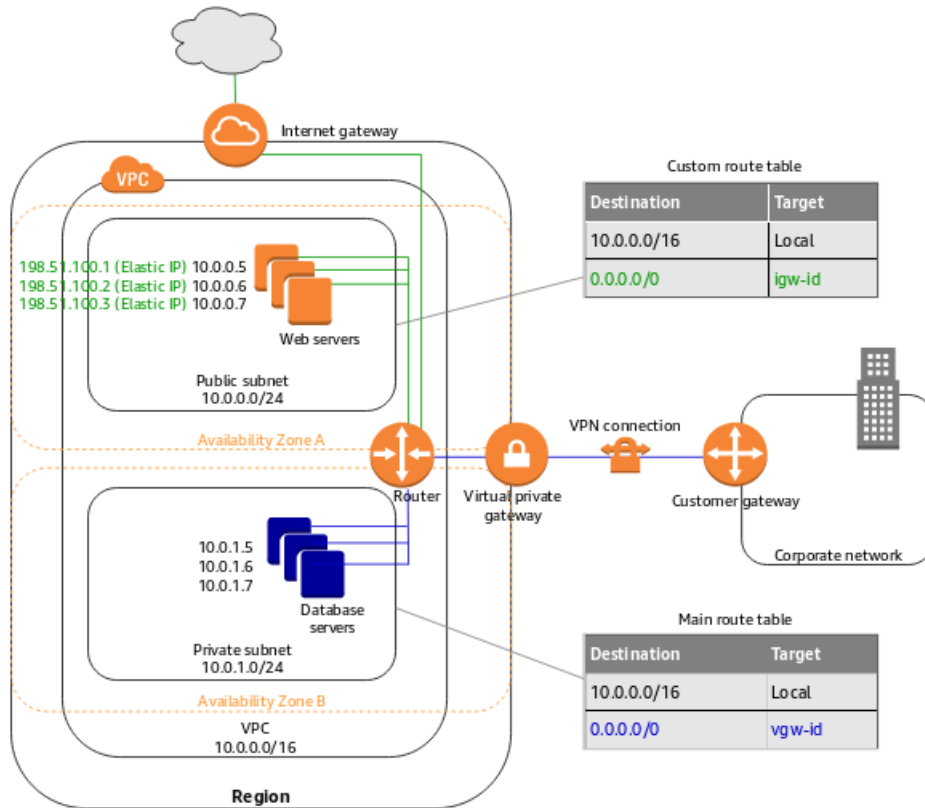 Internet gateway
VPC
198.51.100.1 (Elastic IP) 10.0.0.5
198.51.100.2 (Elastic IP) 10.0.0.6
198.51.100.3 (Elastic IP) 10.0.0.7
Web servers
Public subnet
10.0.0.0/24
Availability Zone A
Custom route table
Destination Target
10.0.0.0/16 Local
0.0.0.0/0 igw-id
Router
Virtual private
gateway
VPN connection
Customer gateway
Corporate network
10.0.1.5
10.0.1.6
10.0.1.7
Database
servers
Private subnet
10.0.1.0/24
Availability Zone B
VPC
10.0.0.0/16
Region
Main route table
Destination Target
10.0.0.0/16 Local
0.0.0.0/0 vgw-id